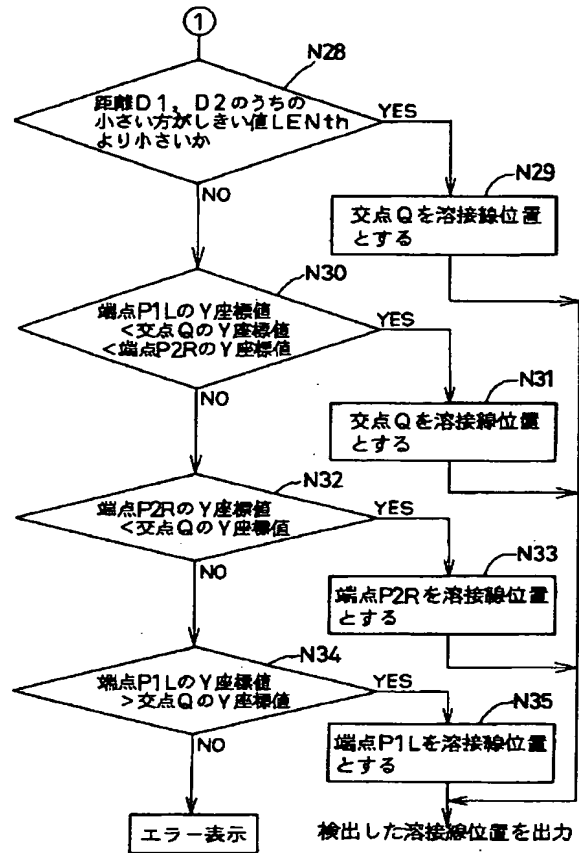 1
N28
距離D1, D2のうちの
小さい方がしきい値LENth
より小さいか
YES
NO
N29
交点Qを溶接線位置
とする
N30
端点P1LのY座標値
<交点QのY座標値
<端点P2RのY座標値
YES
NO
N31
交点Qを溶接線位置
とする
N32
端点P2RのY座標値
<交点QのY座標値
YES
NO
N33
端点P2Rを溶接線位置
とする
N34
端点P1LのY座標値
>交点QのY座標値
YES
NO
N35
端点P1Lを溶接線位置
とする
エラー表示
検出した溶接線位置を出力